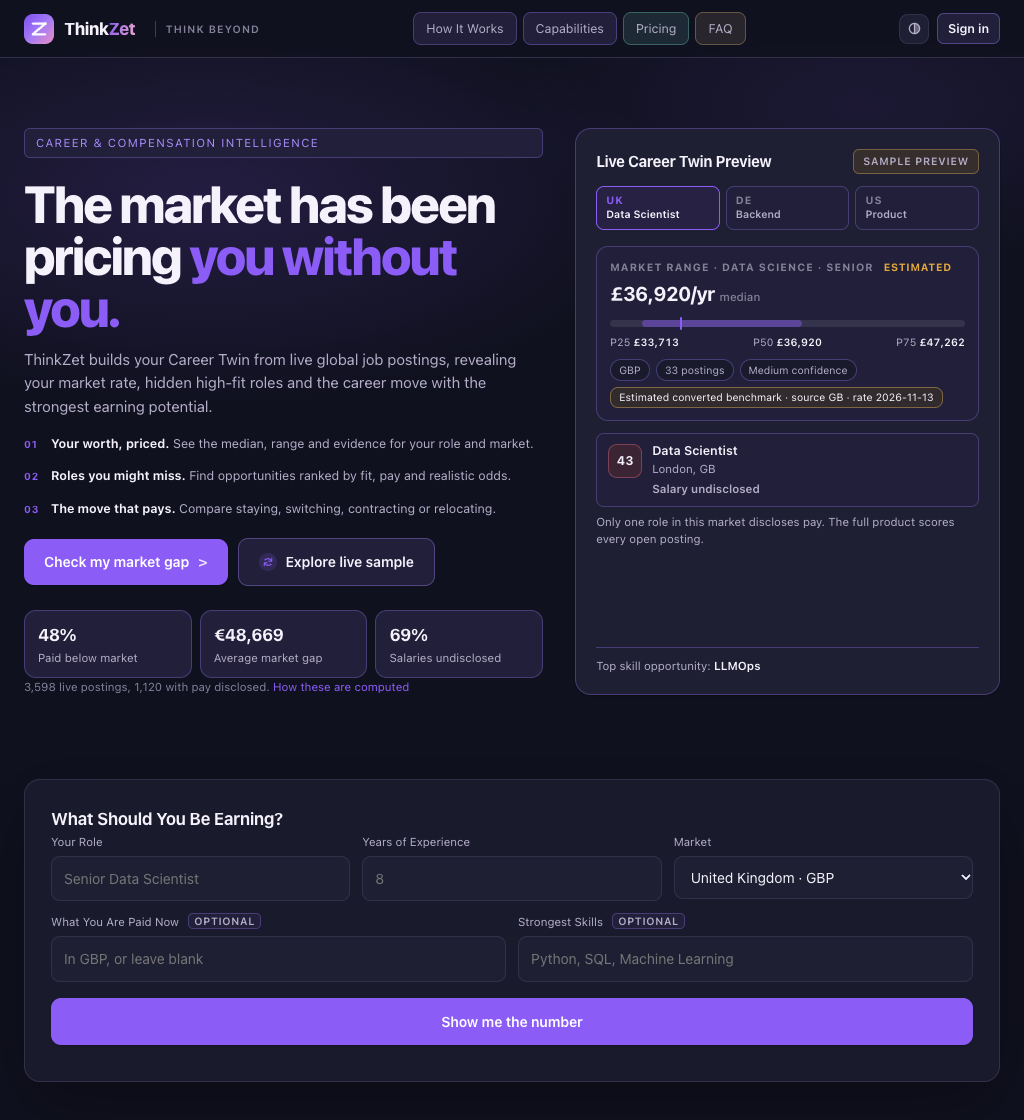 ThinkZet
THINK BEYOND
How It Works
Capabilities
Pricing
FAQ
Sign in
CAREER & COMPENSATION INTELLIGENCE
The market has been
pricing you without
you.
ThinkZet builds your Career Twin from live global job postings, revealing
your market rate, hidden high-fit roles and the career move with the
strongest earning potential.
01 Your worth, priced. See the median, range and evidence for your role and market.
02 Roles you might miss. Find opportunities ranked by fit, pay and realistic odds.
03 The move that pays. Compare staying, switching, contracting or relocating.
Check my market gap >
Explore live sample
48%
Paid below market
€48,669
Average market gap
69%
Salaries undisclosed
3,598 live postings, 1,120 with pay disclosed. How these are computed
Live Career Twin Preview
SAMPLE PREVIEW
UK
Data Scientist
DE
Backend
US
Product
MARKET RANGE · DATA SCIENCE · SENIOR ESTIMATED
£36,920/yr median
P25 £33,713
P50 £36,920
P75 £47,262
GBP
33 postings
Medium confidence
Estimated converted benchmark · source GB · rate 2026-11-13
43
Data Scientist
London, GB
Salary undisclosed
Only one role in this market discloses pay. The full product scores
every open posting.
Top skill opportunity: LLMOps
What Should You Be Earning?
Your Role
Senior Data Scientist
Years of Experience
8
Market
United Kingdom · GBP
What You Are Paid Now OPTIONAL
In GBP, or leave blank
Strongest Skills OPTIONAL
Python, SQL, Machine Learning
Show me the number